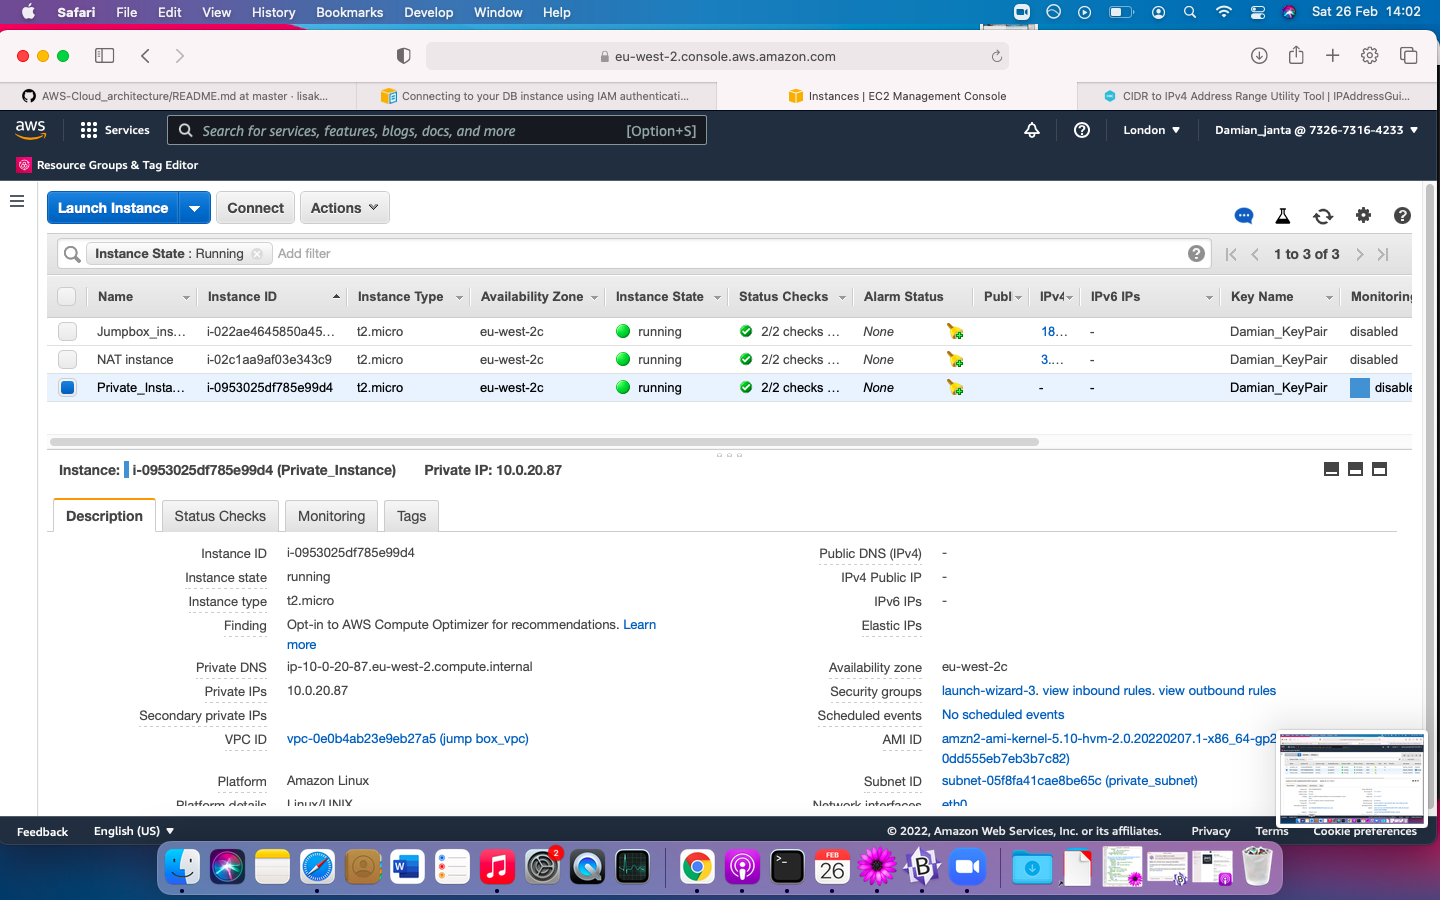 Safari File Edit View History Bookmarks Develop Window Help Sat 26 Feb 14:02
eu-west-2.console.aws.amazon.com
AWS-Cloud_architecture/README.md at master · lisak... Connecting to your DB instance using IAM authenticati... Instances | EC2 Management Console CIDR to IPv4 Address Range Utility Tool | IPAddressGui...
aws Services Search for services, features, blogs, docs, and more [Option+S] London Damian_janta @ 7326-7316-4233
Resource Groups & Tag Editor
Launch Instance Connect Actions
Instance State : Running Add filter 1 to 3 of 3
Name Instance ID Instance Type Availability Zone Instance State Status Checks Alarm Status Publ IPv4 IPv6 IPs Key Name Monitoring
Jumpbox_ins... i-022ae4645850a45... t2.micro eu-west-2c running 2/2 checks ... None 18... - Damian_KeyPair disabled
NAT instance i-02c1aa9af03e343c9 t2.micro eu-west-2c running 2/2 checks ... None 3.... - Damian_KeyPair disabled
Private_Insta... i-0953025df785e99d4 t2.micro eu-west-2c running 2/2 checks ... None - - Damian_KeyPair disable
Instance: i-0953025df785e99d4 (Private_Instance) Private IP: 10.0.20.87
Description Status Checks Monitoring Tags
Instance ID i-0953025df785e99d4 Public DNS (IPv4) -
Instance state running IPv4 Public IP -
Instance type t2.micro IPv6 IPs -
Finding Opt-in to AWS Compute Optimizer for recommendations. Learn more Elastic IPs
Private DNS ip-10-0-20-87.eu-west-2.compute.internal Availability zone eu-west-2c
Private IPs 10.0.20.87 Security groups launch-wizard-3. view inbound rules. view outbound rules
Secondary private IPs Scheduled events No scheduled events
VPC ID vpc-0e0b4ab23e9eb27a5 (jump box_vpc) AMI ID amzn2-ami-kernel-5.10-hvm-2.0.20220207.1-x86_64-gp2
0dd555eb7eb3b7c82)
Platform Amazon Linux Subnet ID subnet-05f8fa41cae8be65c (private_subnet)
Platform details Linux/UNIX Network interfaces eth0
Feedback English (US) © 2022, Amazon Web Services, Inc. or its affiliates. Privacy Terms Cookie preferences
2
FEB
26